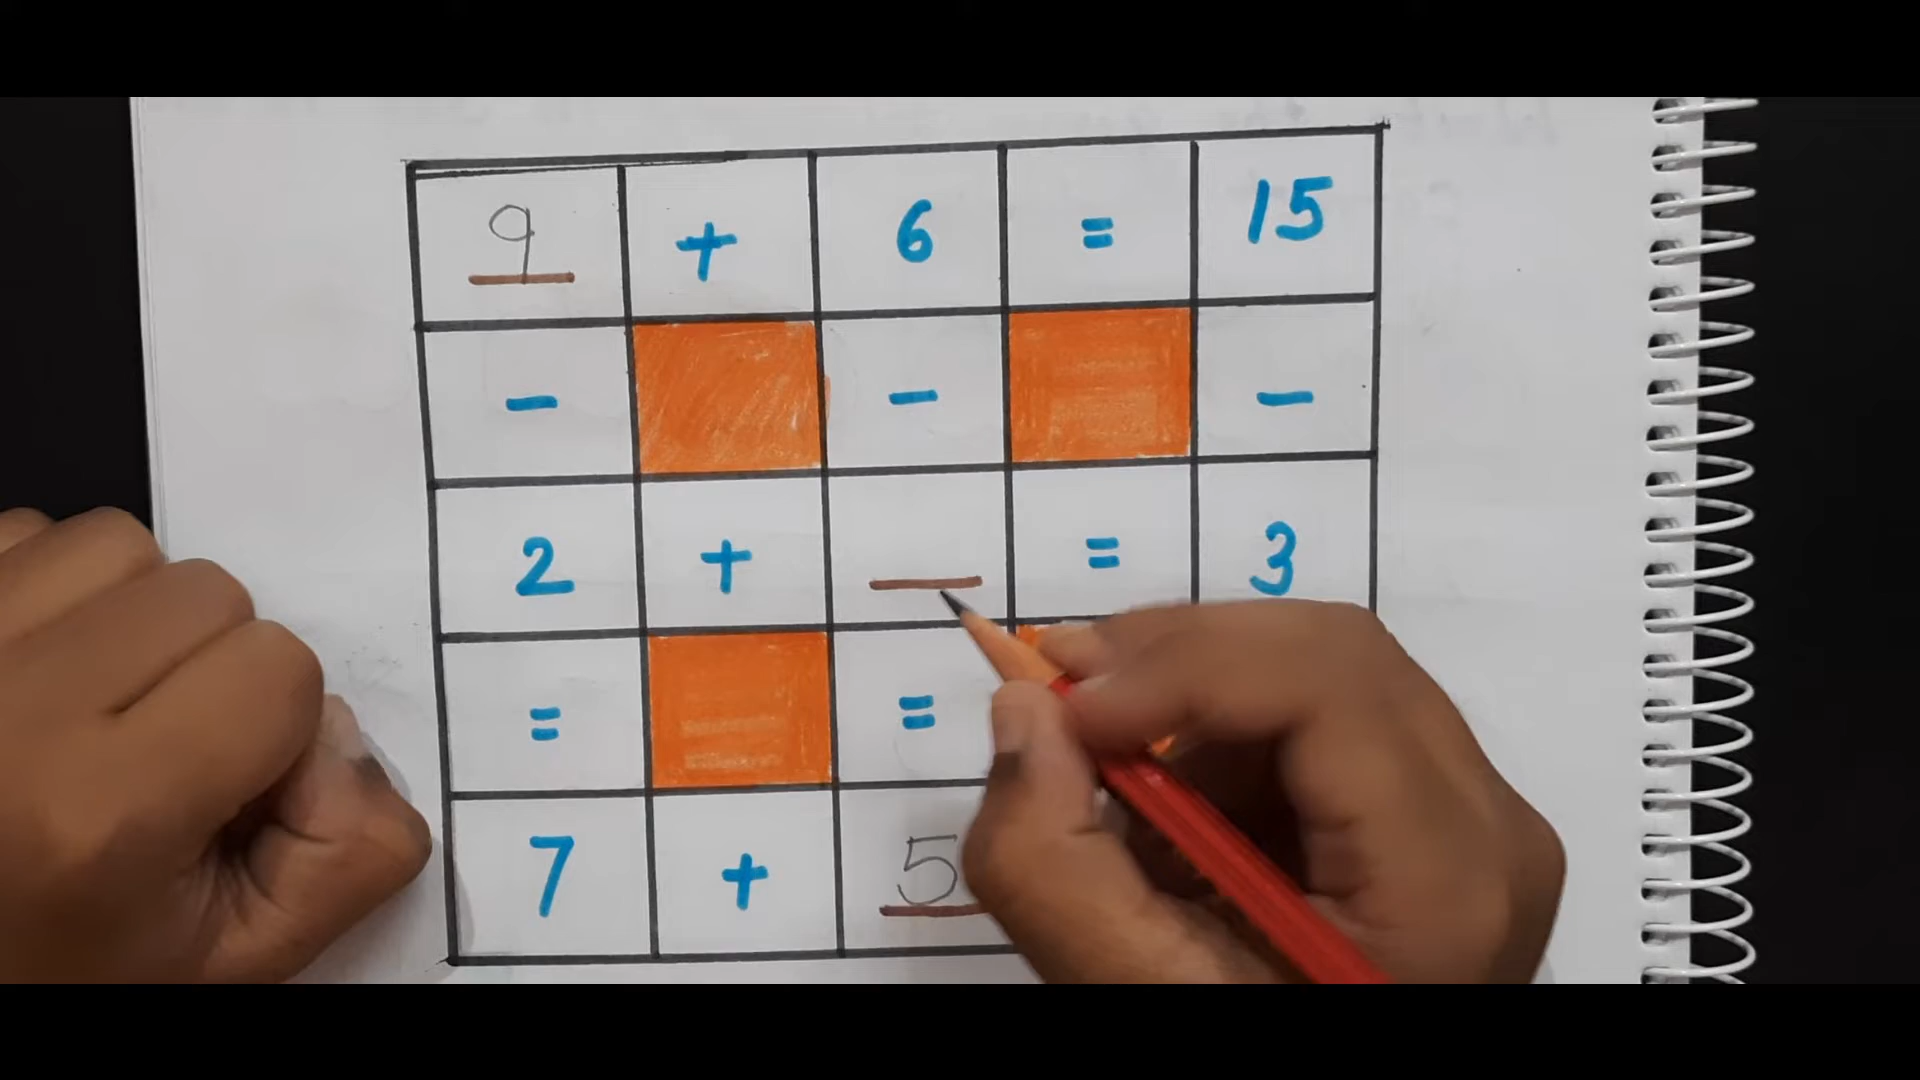 9 + 6 = 15
- - -
2 + _ = 3
= =
7 + 5